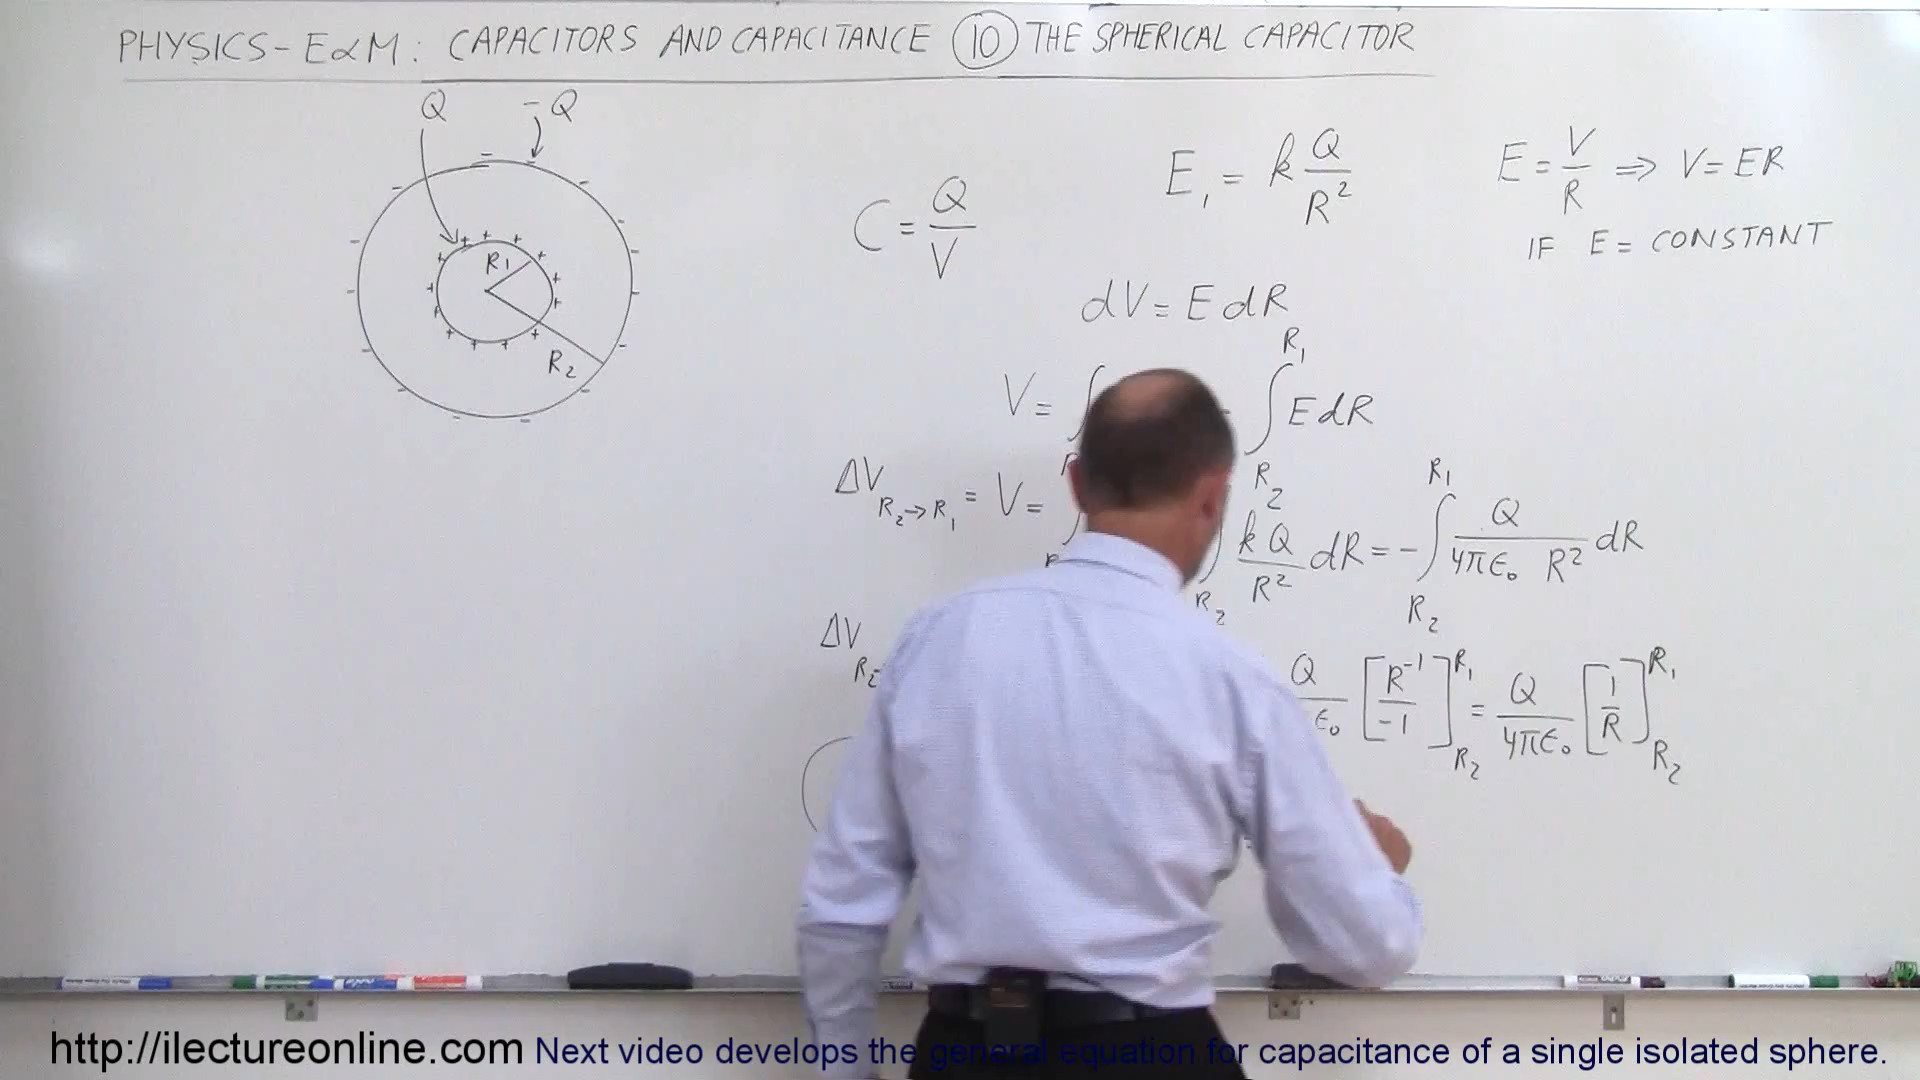 PHYSICS - E&M: CAPACITORS AND CAPACITANCE 10 THE SPHERICAL CAPACITOR
Q
-Q
R1
R2
C = Q/V
E₁ = k Q/R²
E = V/R ⇒ V = ER
IF E = CONSTANT
dV = E dR
V = ∫
∫ E dR
R₁
R₂
ΔV R₂→R₁ = V =
∫ kQ/R² dR = - ∫ Q/4πε₀ R² dR
R₂
R₁
R₂
ΔV
Q
ε₀
[R⁻¹/-1] R₁ R₂ = Q/4πε₀ [1/R] R₁ R₂
http://ilectureonline.com Next video develops the general equation for capacitance of a single isolated sphere.